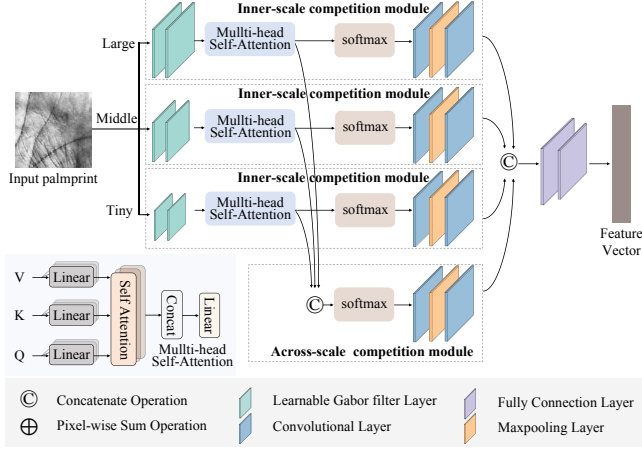 Inner-scale competition module
Large
Mullti-head
Self-Attention
softmax
Inner-scale competition module
Middle
Mullti-head
Self-Attention
softmax
Input palmprint
Inner-scale competition module
Tiny
Mullti-head
Self-Attention
softmax
C
Feature
Vector
V
Linear
K
Linear
Q
Linear
Self Attention
Concat
Linear
Mullti-head
Self-Attention
C
softmax
Across-scale competition module
C
Concatenate Operation
Learnable Gabor filter Layer
Fully Connection Layer
Pixel-wise Sum Operation
Convolutional Layer
Maxpooling Layer